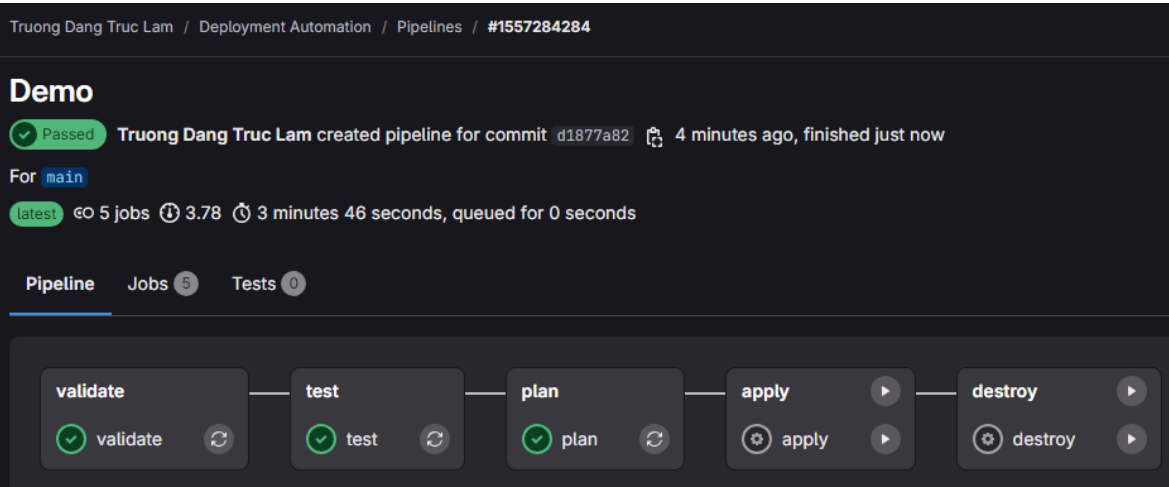 Truong Dang Truc Lam / Deployment Automation / Pipelines / #1557284284
Demo
Passed Truong Dang Truc Lam created pipeline for commit d1877a82 4 minutes ago, finished just now
For main
latest 5 jobs 3.78 3 minutes 46 seconds, queued for 0 seconds
Pipeline Jobs 5 Tests 0
validate test plan apply destroy
validate test plan apply destroy